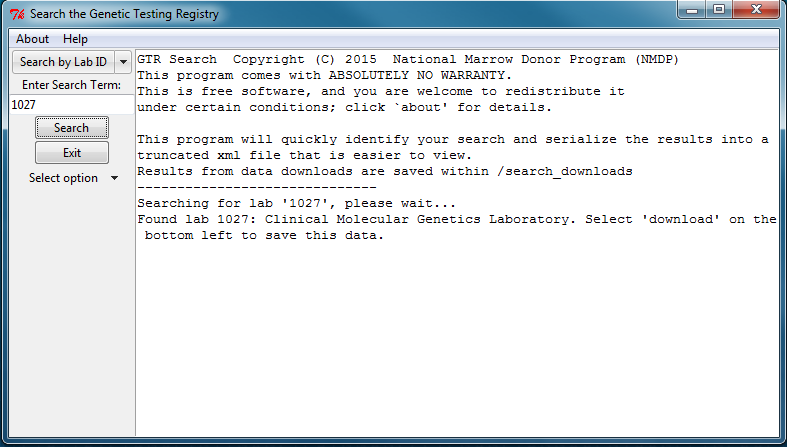 Search the Genetic Testing Registry
About Help
Search by Lab ID
Enter Search Term:
1027
Search
Exit
Select option
GTR Search  Copyright (C) 2015  National Marrow Donor Program (NMDP)
This program comes with ABSOLUTELY NO WARRANTY.
This is free software, and you are welcome to redistribute it
under certain conditions; click `about' for details.
This program will quickly identify your search and serialize the results into a
truncated xml file that is easier to view.
Results from data downloads are saved within /search_downloads
------------------------------
Searching for lab '1027', please wait...
Found lab 1027: Clinical Molecular Genetics Laboratory. Select 'download' on the
bottom left to save this data.